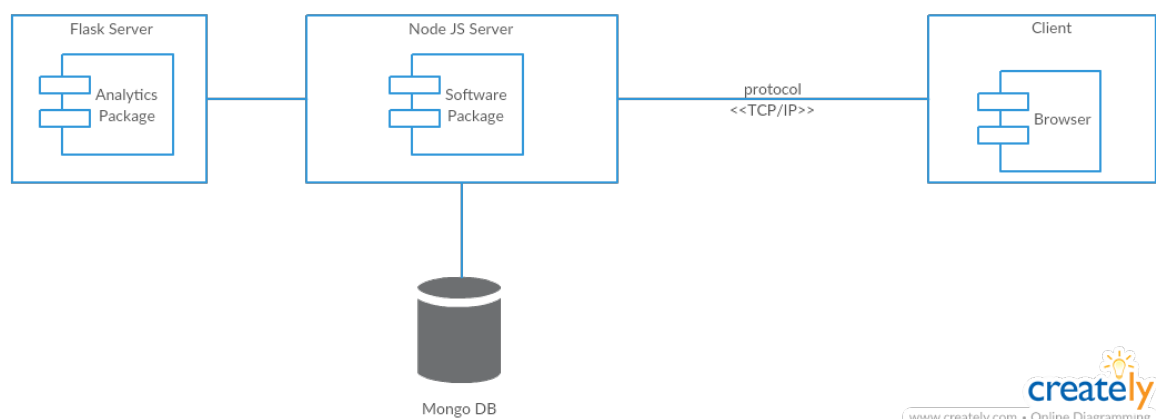 Flask Server
Analytics
Package
Node JS Server
Software
Package
protocol
<<TCP/IP>>
Client
Browser
Mongo DB
creately
www.creately.com • Online Diagramming